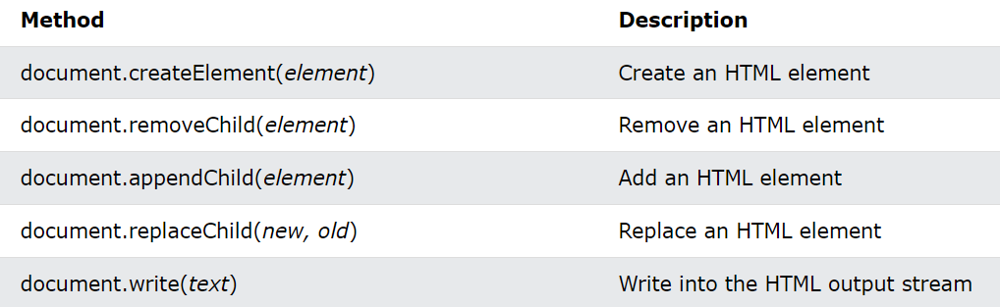 Method Description
document.createElement(element) Create an HTML element
document.removeChild(element) Remove an HTML element
document.appendChild(element) Add an HTML element
document.replaceChild(new, old) Replace an HTML element
document.write(text) Write into the HTML output stream